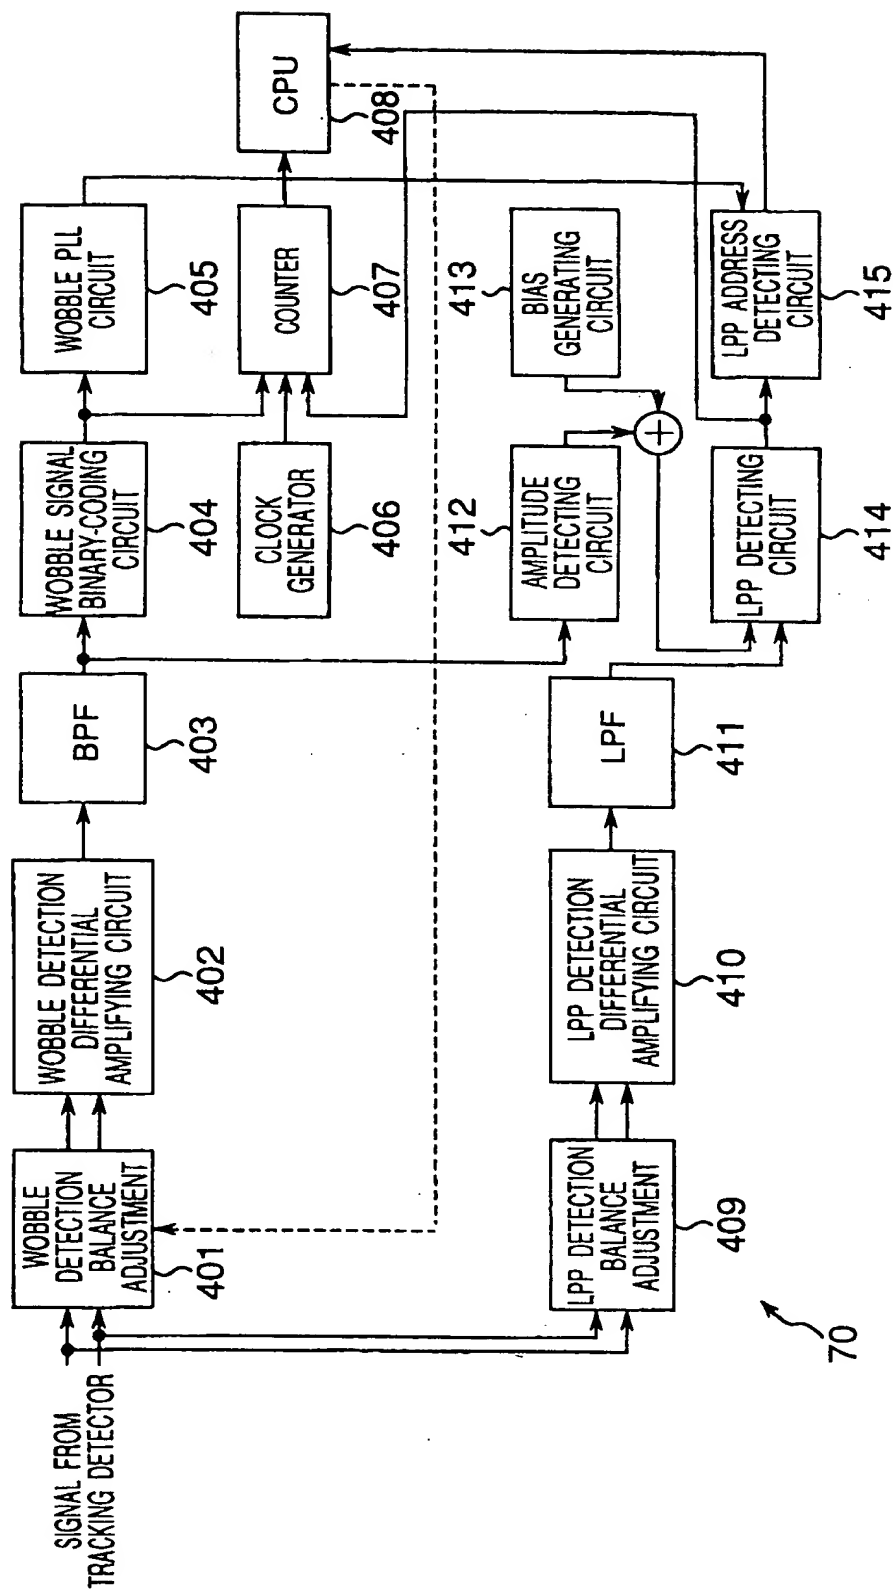 SIGNAL FROM
TRACKING DETECTOR
WOBBLE
DETECTION
BALANCE
ADJUSTMENT
401
WOBBLE DETECTION
DIFFERENTIAL
AMPLIFYING CIRCUIT
402
BPF
403
WOBBLE SIGNAL
BINARY-CODING
CIRCUIT
404
WOBBLE PLL
CIRCUIT
405
CLOCK
GENERATOR
406
COUNTER
407
CPU
408
LPP DETECTION
BALANCE
ADJUSTMENT
409
LPP DETECTION
DIFFERENTIAL
AMPLIFYING CIRCUIT
410
LPF
411
AMPLITUDE
DETECTING
CIRCUIT
412
BIAS
GENERATING
CIRCUIT
413
+
LPP DETECTING
CIRCUIT
414
LPP ADDRESS
DETECTING
CIRCUIT
415
70